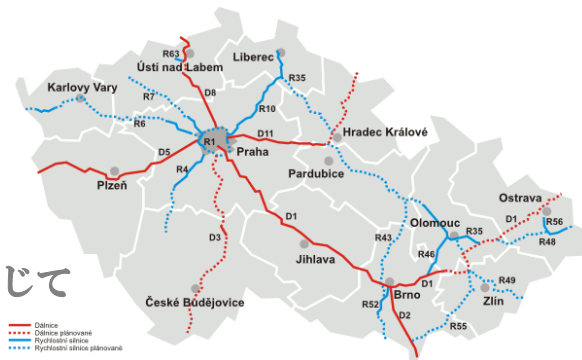 R63
Ústí nad Labem
Liberec
R35
Karlovy Vary
R7
D8
R10
R6
D11
Hradec Králové
R1
Praha
D5
Plzeň
R4
Pardubice
Ostrava
D1
R56
D1
Olomouc
R35
R48
R43
D3
Jihlava
R46
じて
R49
D1
Brno
Zlín
České Budějovice
R52
D2
R55
Dálnice
Dálnice plánované
Rychlostní silnice
Rychlostní silnice plánované